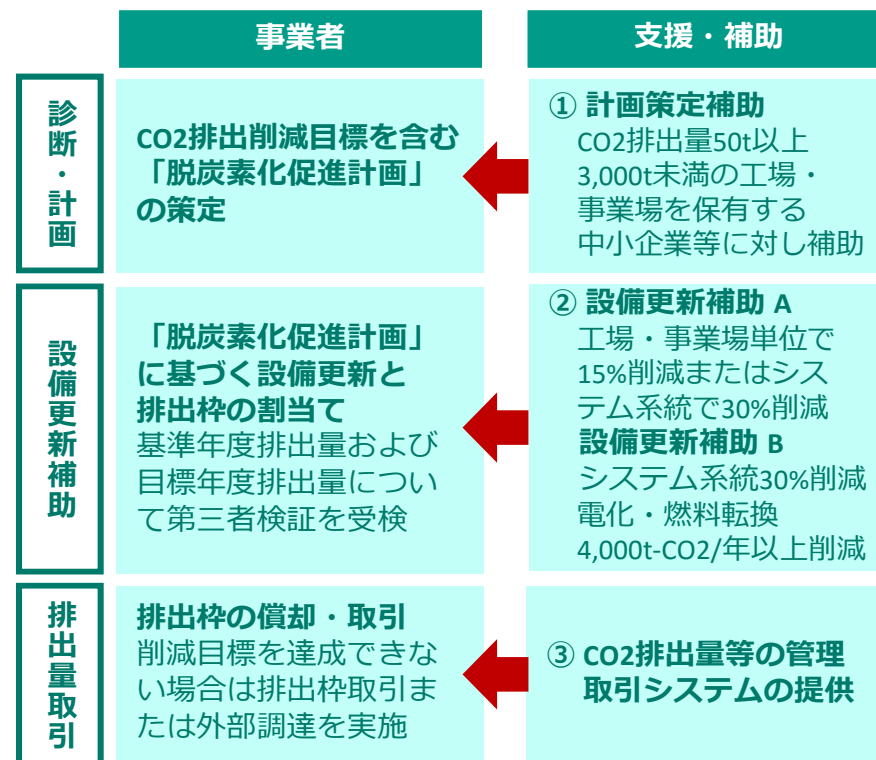 事業者
支援・補助
診断・計画
CO2排出削減目標を含む
「脱炭素化促進計画」
の策定
① 計画策定補助
CO2排出量50t以上
3,000t未満の工場・
事業場を保有する
中小企業等に対し補助
設備更新補助
「脱炭素化促進計画」
に基づく設備更新と
排出枠の割当て
基準年度排出量および
目標年度排出量につい
て第三者検証を受検
② 設備更新補助 A
工場・事業場単位で
15%削減またはシス
テム系統で30%削減
設備更新補助 B
システム系統30%削減
電化・燃料転換
4,000t-CO2/年以上削減
排出量取引
排出枠の償却・取引
削減目標を達成できな
い場合は排出枠取引ま
たは外部調達を実施
③ CO2排出量等の管理
取引システムの提供